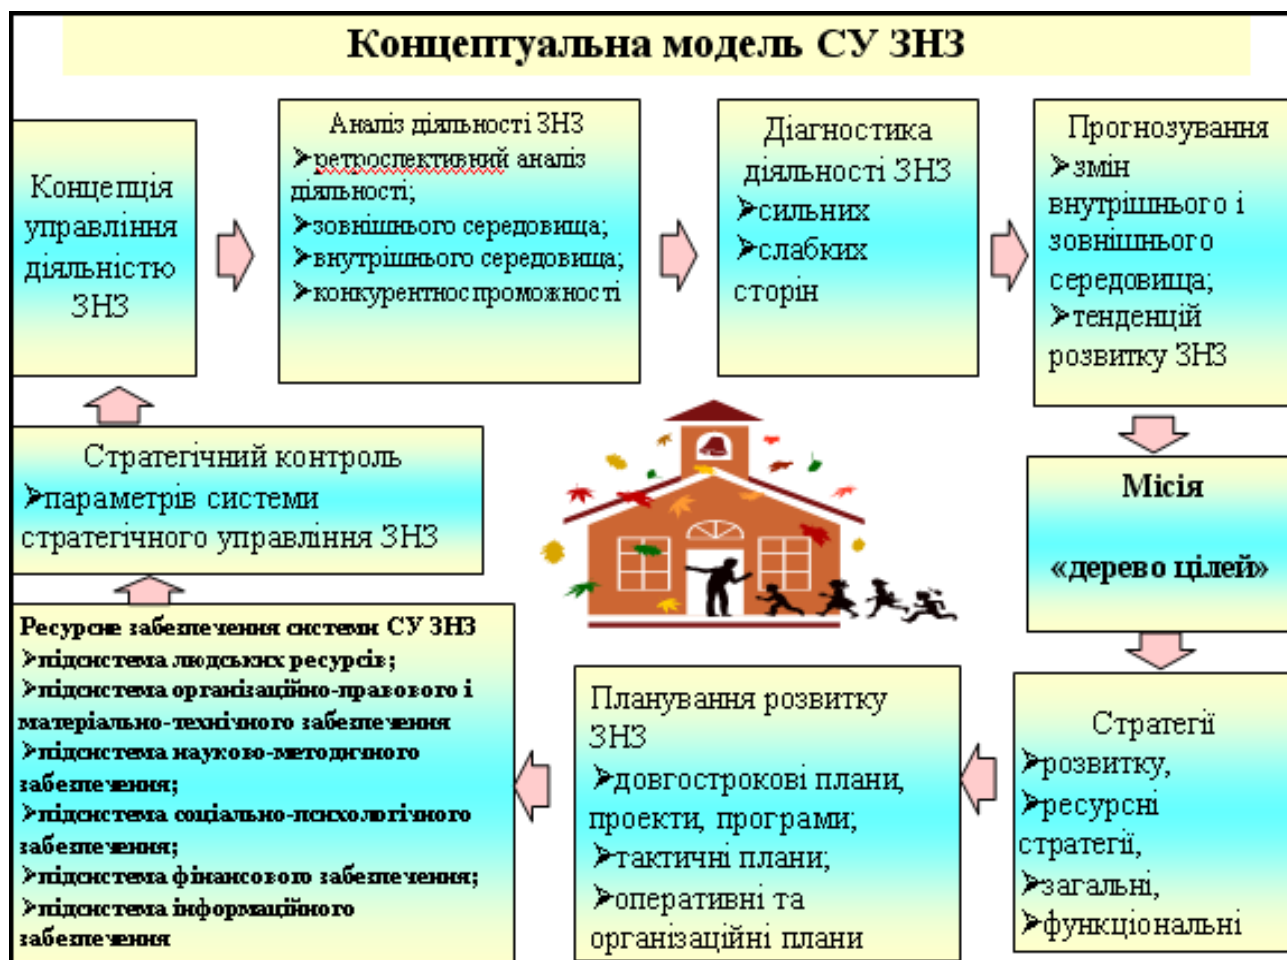 Концептуальна модель СУ ЗНЗ
Концепція
управління
діяльністю
ЗНЗ
Аналіз діяльності ЗНЗ
➢ретроспективний аналіз
діяльності;
➢зовнішнього середовища;
➢внутрішнього середовища;
➢конкурентноспроможності
Діагностика
діяльності ЗНЗ
➢сильних
➢слабких
сторін
Прогнозування
➢змін
внутрішнього і
зовнішнього
середовища;
➢тенденцій
розвитку ЗНЗ
Місія
«дерево цілей»
Стратегії
➢розвитку,
➢ресурсні
стратегії,
➢загальні,
➢функціональні
Планування розвитку
ЗНЗ
➢довгострокові плани,
проекти, програми;
➢тактичні плани;
➢оперативні та
організаційні плани
Ресурсне забезпечення системи СУ ЗНЗ
➢підсистема людських ресурсів;
➢підсистема організаційно-правового і
матеріально-технічного забезпечення
➢підсистема науково-методичного
забезпечення;
➢підсистема соціально-психологічного
забезпечення;
➢підсистема фінансового забезпечення;
➢підсистема інформаційного
забезпечення
Стратегічний контроль
➢параметрів системи
стратегічного управління ЗНЗ